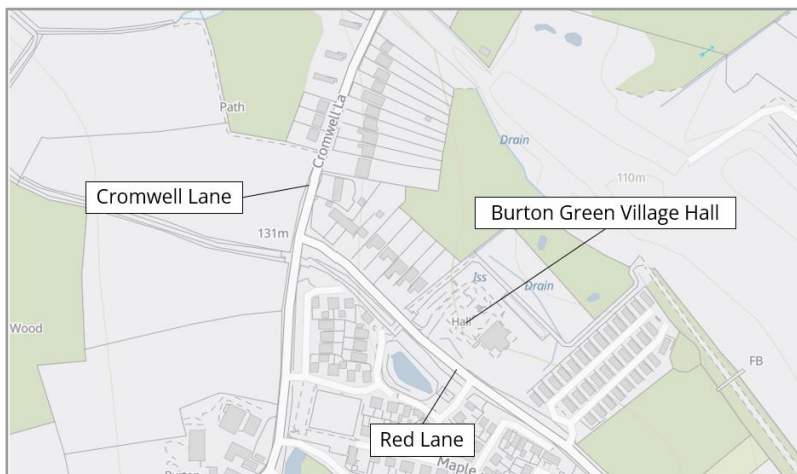 Path
Cromwell La
Drain
110m
Cromwell Lane
Burton Green Village Hall
131m
Iss
Drain
Hall
Wood
FB
Red Lane
Maple
Burton